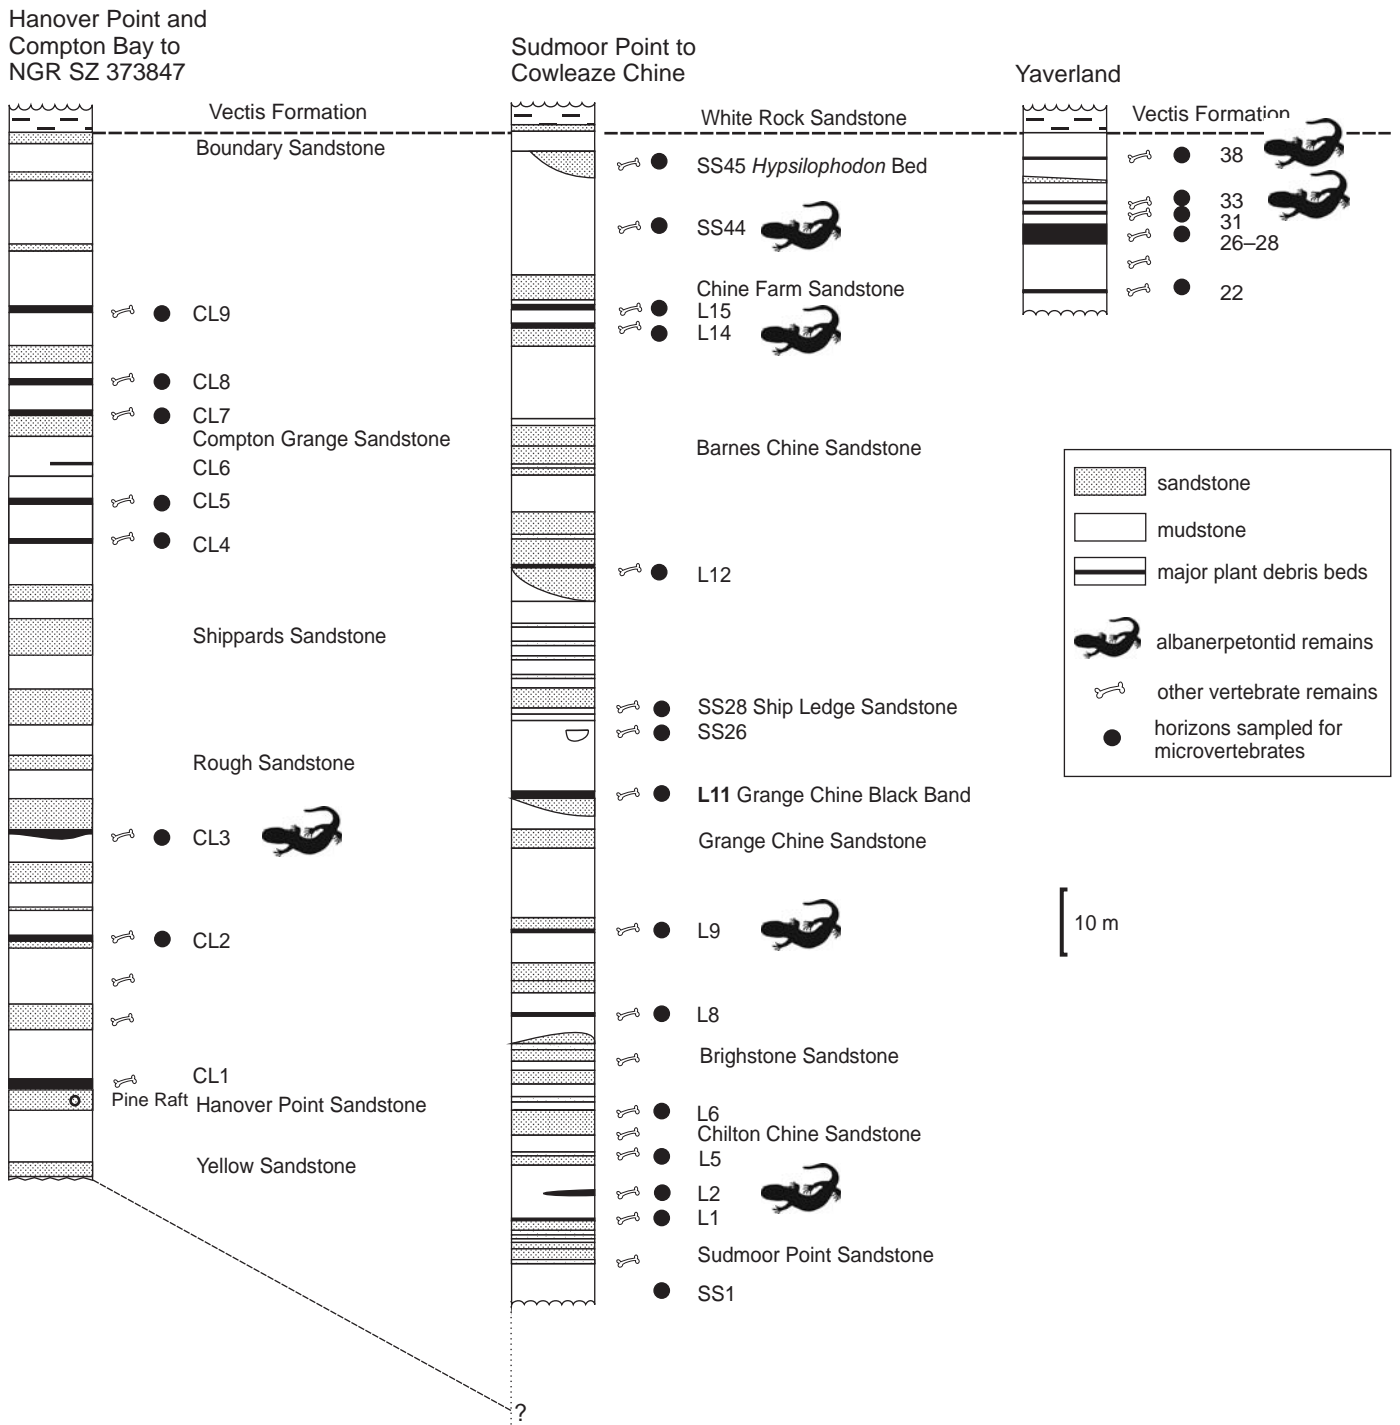 Hanover Point and
Compton Bay to
NGR SZ 373847
Vectis Formation
Boundary Sandstone
CL9
CL8
CL7
Compton Grange Sandstone
CL6
CL5
CL4
Shippards Sandstone
Rough Sandstone
CL3
CL2
CL1
Pine Raft Hanover Point Sandstone
Yellow Sandstone
Sudmoor Point to
Cowleaze Chine
White Rock Sandstone
SS45 Hypsilophodon Bed
SS44
Chine Farm Sandstone
L15
L14
Barnes Chine Sandstone
L12
SS28 Ship Ledge Sandstone
SS26
L11 Grange Chine Black Band
Grange Chine Sandstone
L9
L8
Brighstone Sandstone
L6
Chilton Chine Sandstone
L5
L2
L1
Sudmoor Point Sandstone
SS1
?
Yaverland
Vectis Formation
38
33
31
26–28
22
sandstone
mudstone
major plant debris beds
albanerpetontid remains
other vertebrate remains
horizons sampled for
microvertebrates
10 m